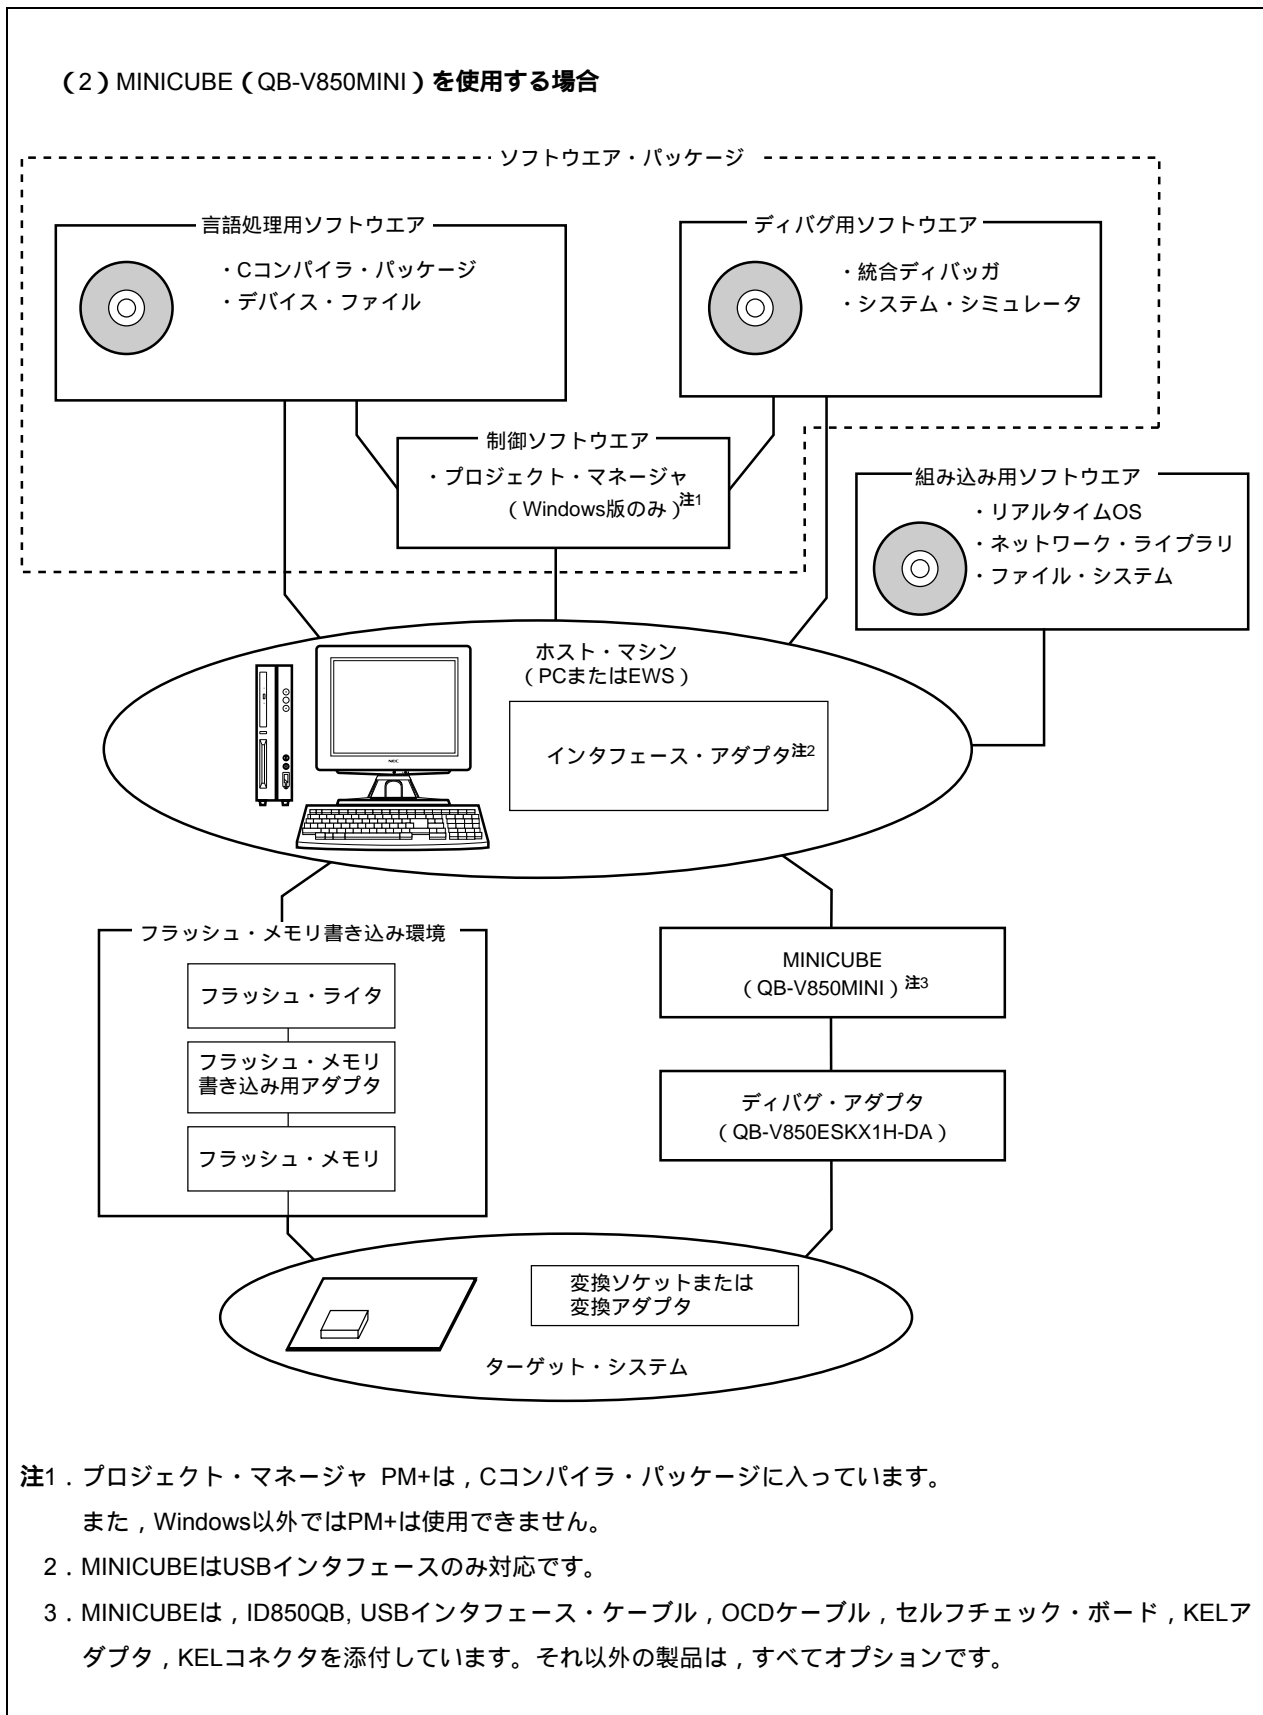 （2）MINICUBE（QB-V850MINI）を使用する場合
ソフトウエア・パッケージ
言語処理用ソフトウエア
・Cコンパイラ・パッケージ
・デバイス・ファイル
ディバグ用ソフトウエア
・統合ディバッガ
・システム・シミュレータ
制御ソフトウエア
・プロジェクト・マネージャ
（Windows版のみ）注1
組み込み用ソフトウエア
・リアルタイムOS
・ネットワーク・ライブラリ
・ファイル・システム
ホスト・マシン
（PCまたはEWS）
インタフェース・アダプタ注2
NEC
フラッシュ・メモリ書き込み環境
フラッシュ・ライタ
フラッシュ・メモリ
書き込み用アダプタ
フラッシュ・メモリ
MINICUBE
（QB-V850MINI）注3
ディバグ・アダプタ
（QB-V850ESKX1H-DA）
変換ソケットまたは
変換アダプタ
ターゲット・システム
注1．プロジェクト・マネージャ PM+は，Cコンパイラ・パッケージに入っています。
また，Windows以外ではPM+は使用できません。
2．MINICUBEはUSBインタフェースのみ対応です。
3．MINICUBEは，ID850QB, USBインタフェース・ケーブル，OCDケーブル，セルフチェック・ボード，KELア
ダプタ，KELコネクタを添付しています。それ以外の製品は，すべてオプションです。